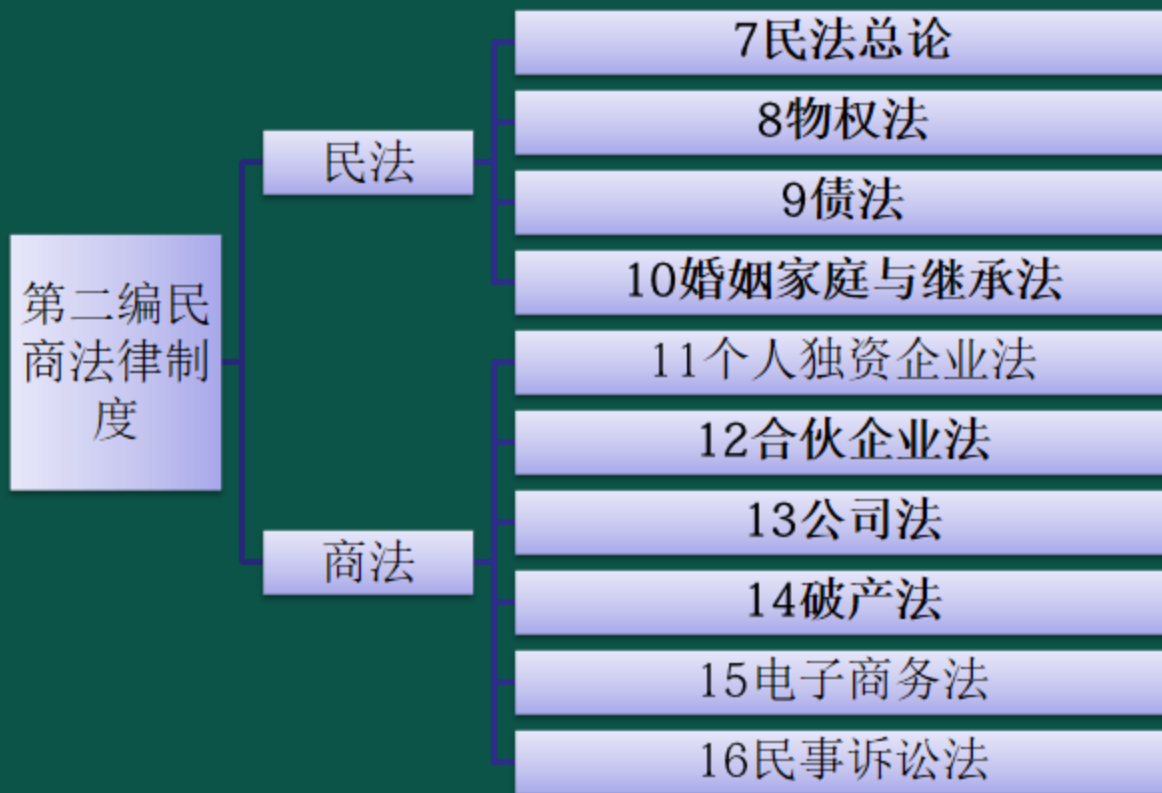 第二编民
商法律制
度
民法
7民法总论
8物权法
9债法
10婚姻家庭与继承法
商法
11个人独资企业法
12合伙企业法
13公司法
14破产法
15电子商务法
16民事诉讼法